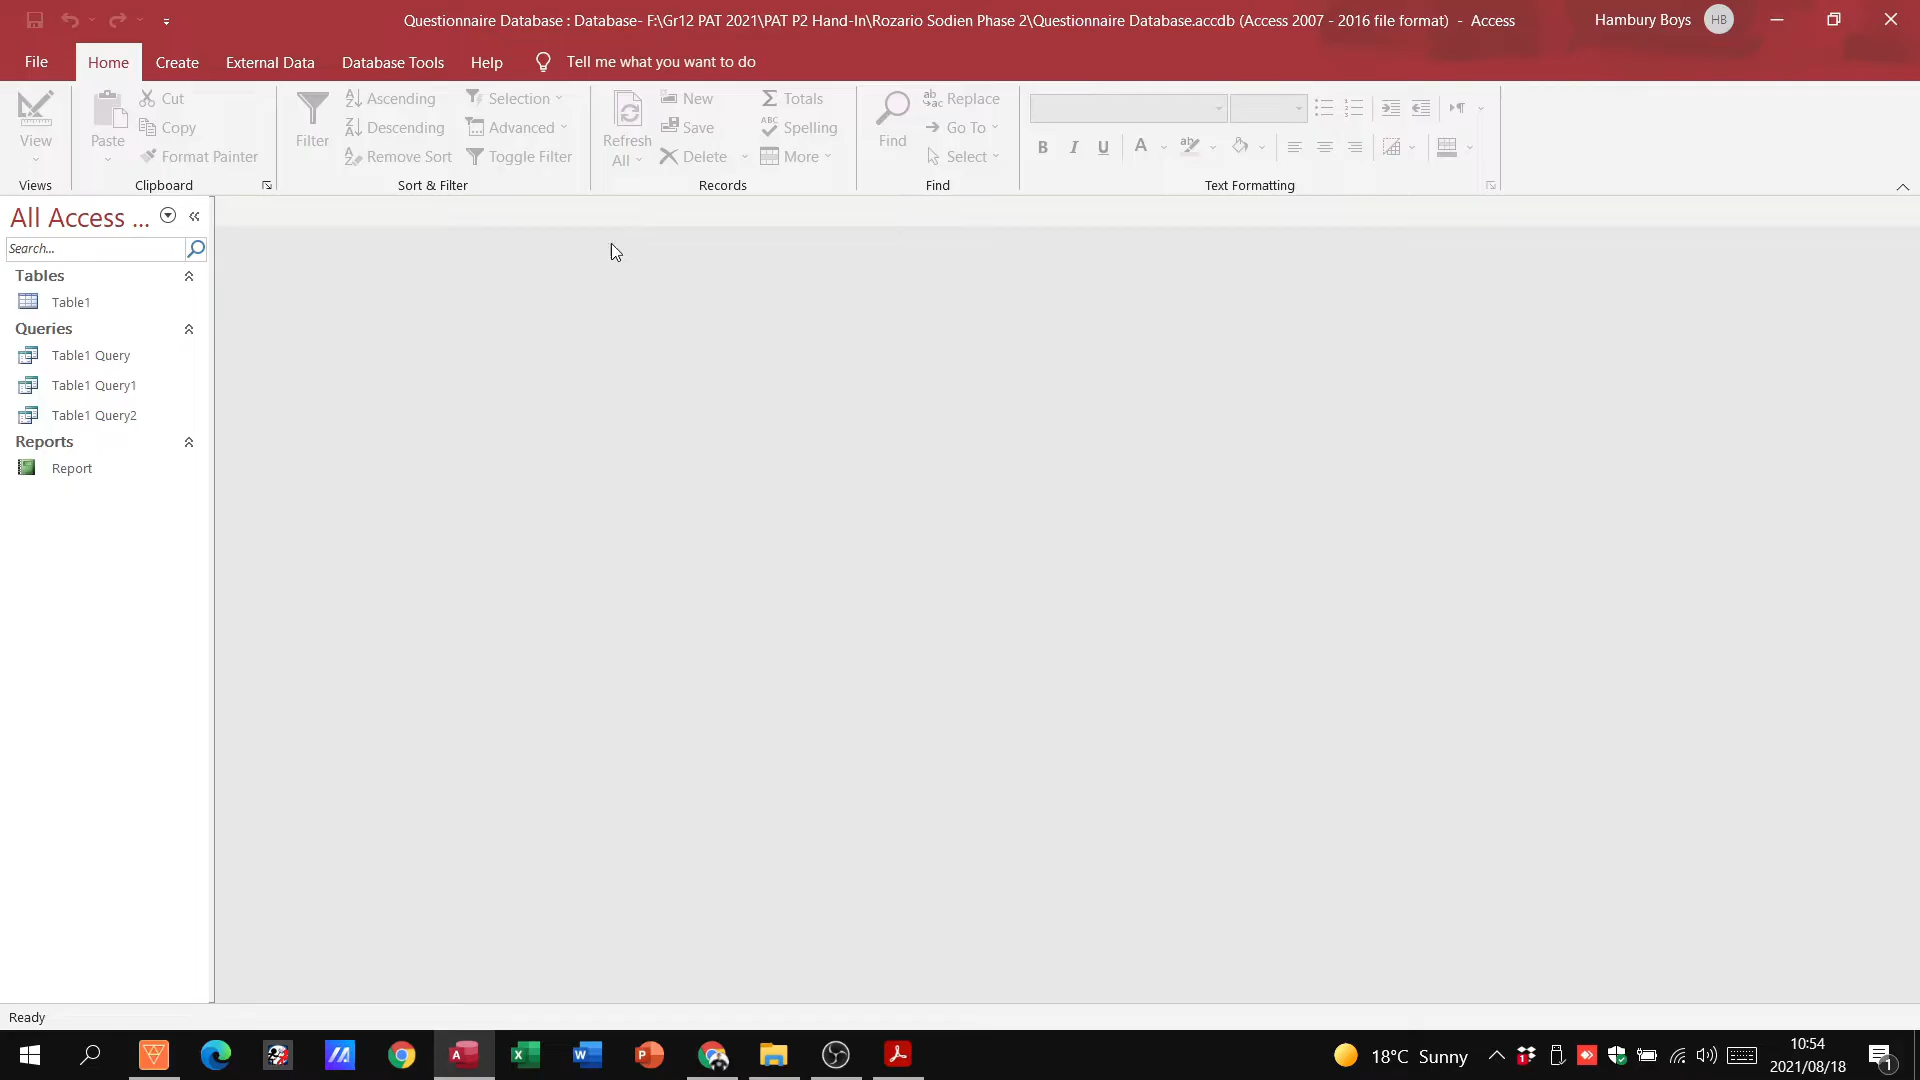 Questionnaire Database : Database- F:\Gr12 PAT 2021\PAT P2 Hand-In\Rozario Sodien Phase 2\Questionnaire Database.accdb (Access 2007 - 2016 file format) - Access
Hambury Boys
HB
File
Home
Create
External Data
Database Tools
Help
Tell me what you want to do
View
Views
Paste
Cut
Copy
Format Painter
Clipboard
Filter
Ascending
Descending
Remove Sort
Selection
Advanced
Toggle Filter
Sort & Filter
Refresh
All
New
Save
Delete
Totals
Spelling
More
Records
Find
Replace
Go To
Select
Find
B
I
U
A
Text Formatting
All Access ...
Search...
Tables
Table1
Queries
Table1 Query
Table1 Query1
Table1 Query2
Reports
Report
Ready
18°C Sunny
10:54
2021/08/18
1